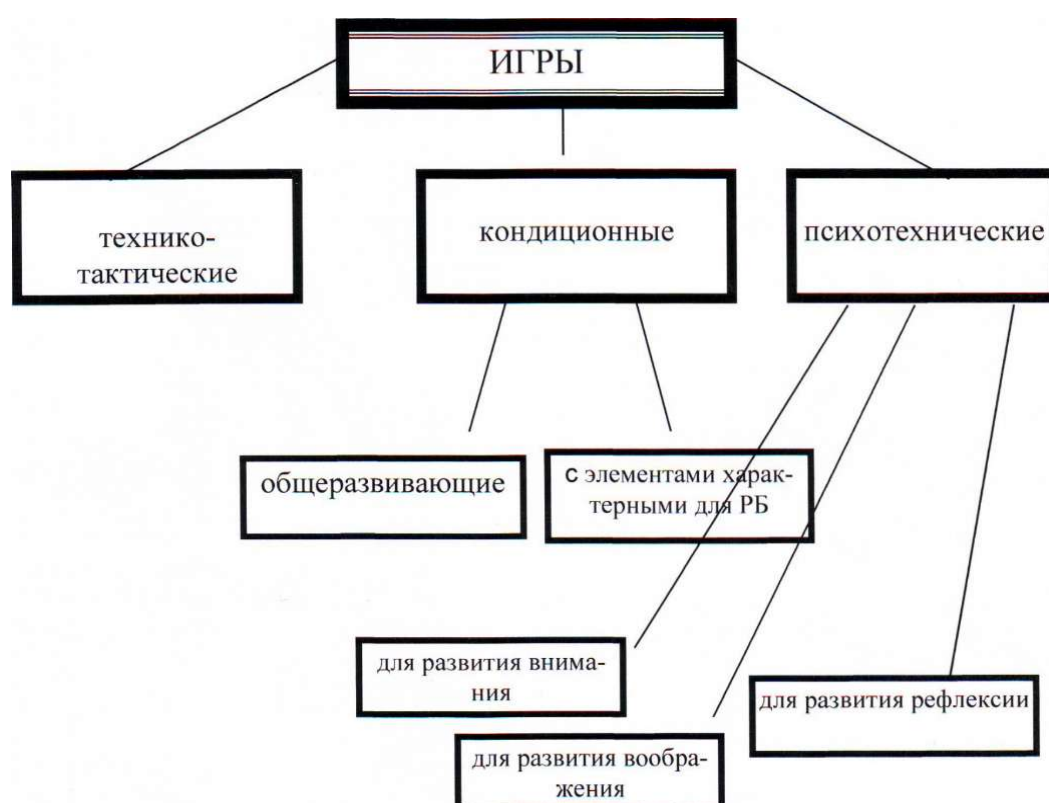 ИГРЫ
технико-
тактические
кондиционные
психотехнические
общеразвивающие
С элементами харак-
терными для РБ
для развития внима-
ния
для развития рефлексии
для развития вообра-
жения